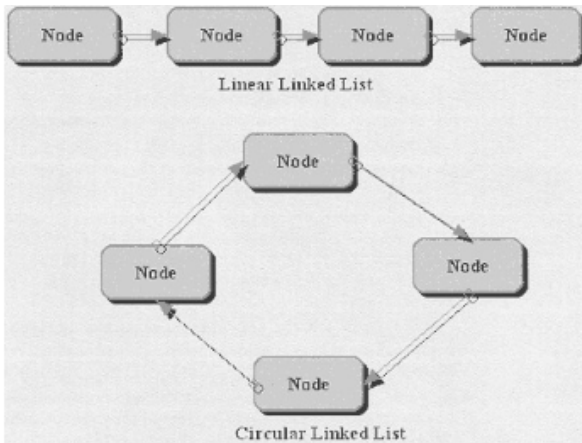 Node Node Node Node
Linear Linked List
Node
Node Node
Node
Circular Linked List